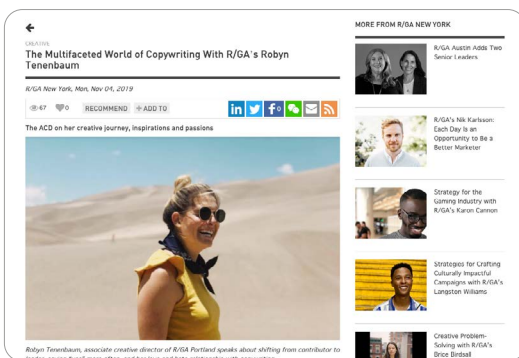 CREATIVE
The Multifaceted World of Copywriting With R/GA's Robyn
Tenenbaum
R/GA New York, Mon, Nov 04, 2019
67
0
RECOMMEND
+ ADD TO
in
f 0
The ACD on her creative journey, inspirations and passions
Robyn Tenenbaum, associate creative director of R/GA Portland speaks about shifting from contributor to
MORE FROM R/GA NEW YORK
R/GA Austin Adds Two
Senior Leaders
R/GA's Nik Karlsson:
Each Day Is an
Opportunity to Be a
Better Marketer
Strategy for the
Gaming Industry with
R/GA's Karon Cannon
Strategies for Crafting
Culturally Impactful
Campaigns with R/GA's
Langston Williams
Creative Problem-
Solving with R/GA's
Brice Birdsall